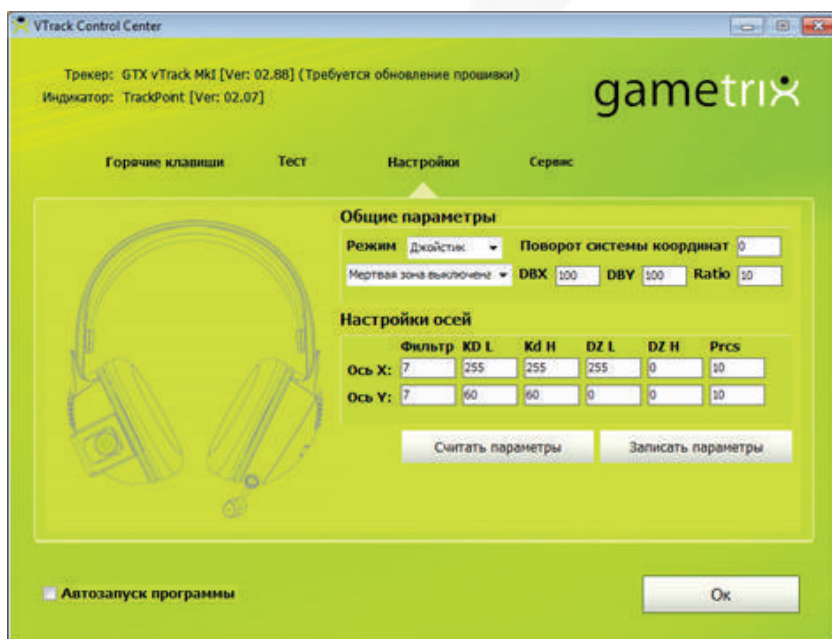 VTrack Control Center
Трекер: GTX vTrack MkI [Ver: 02.88] (Требуется обновление прошивки)
Индикатор: TrackPoint [Ver: 02.07]
gametrix
Горячие клавиши Тест Настройки Сервис
Общие параметры
Режим Джойстик Поворот системы координат 0
Мертвая зона выключена DBX 100 DBY 100 Ratio 10
Настройки осей
Фильтр KD L Kd H DZ L DZ H Prcs
Ось X: 7 255 255 255 0 10
Ось Y: 7 60 60 0 0 10
Считать параметры Записать параметры
Автозапуск программы
Ок